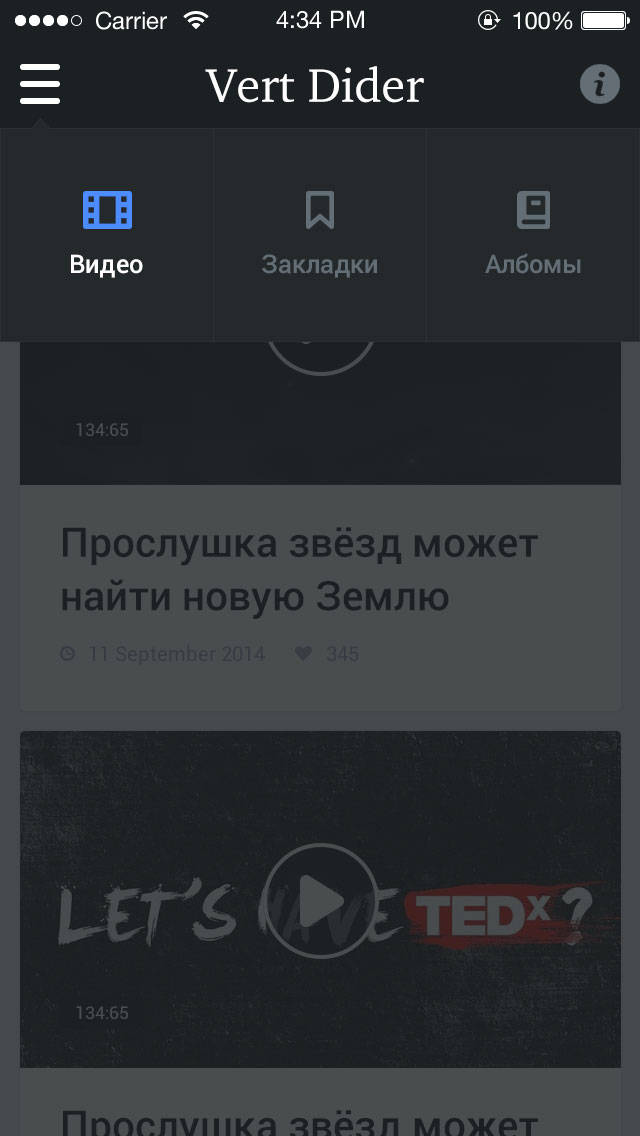 Carrier 4:34 PM 100%
Vert Dider
Видео Закладки Албомы
134:65
Прослушка звёзд может
найти новую Землю
11 September 2014 345
LET'S HAVE TEDx?
134:65
Прослушка звёзд может